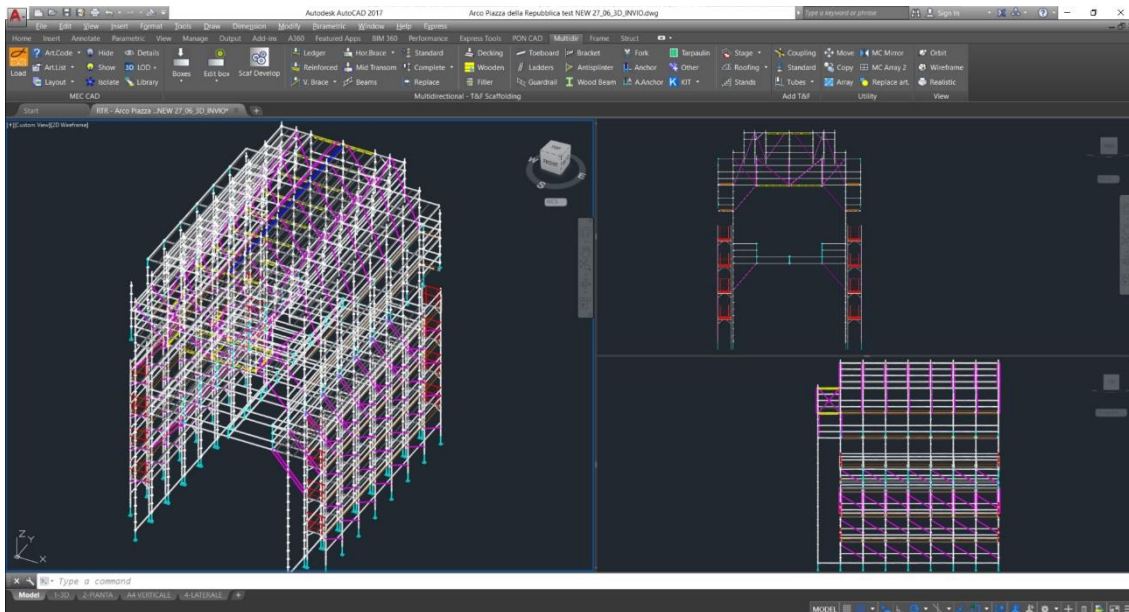 Autodesk AutoCAD 2017 Arco Piazza della Repubblica test NEW 27_06_3D_INVIO.dwg Type a keyword or phrase Sign In
File Edit View Insert Format Tools Draw Dimension Modify Parametric Window Help Express
Home Insert Annotate Parametric View Manage Output Add-ins A360 Featured Apps BIM 360 Performance Express Tools PON CAD Multidir Frame Struct
Load
Art.Code Hide Details
Art.List Show 3D LOD
Layout Isolate Library
MEC CAD
Boxes Edit box Scaf Develop
Ledger Hor.Brace Standard Decking Toeboard Bracket Fork Tarpaulin Stage
Reinforced Mid Transom Complete Wooden Ladders Antisplinter Anchor Other Roofing
V. Brace Beams Replace Filler Guardrail Wood Beam A.Anchor KIT Stands
Multidirectional - T&F Scaffolding
Coupling
Standard
Tubes
Add T&F
Move MC Mirror
Copy MC Array 2
Array Replace art.
Utility
Orbit
Wireframe
Realistic
View
Start RTR - Arco Piazza ...NEW 27_06_3D_INVIO*
[+][Custom View][2D Wireframe]
TOP
FRONT
W
S
E
Z
Y
X
Type a command
Model 1-3D 2-PIANTA A4-VERTICALE 4-LATERALE
MODEL